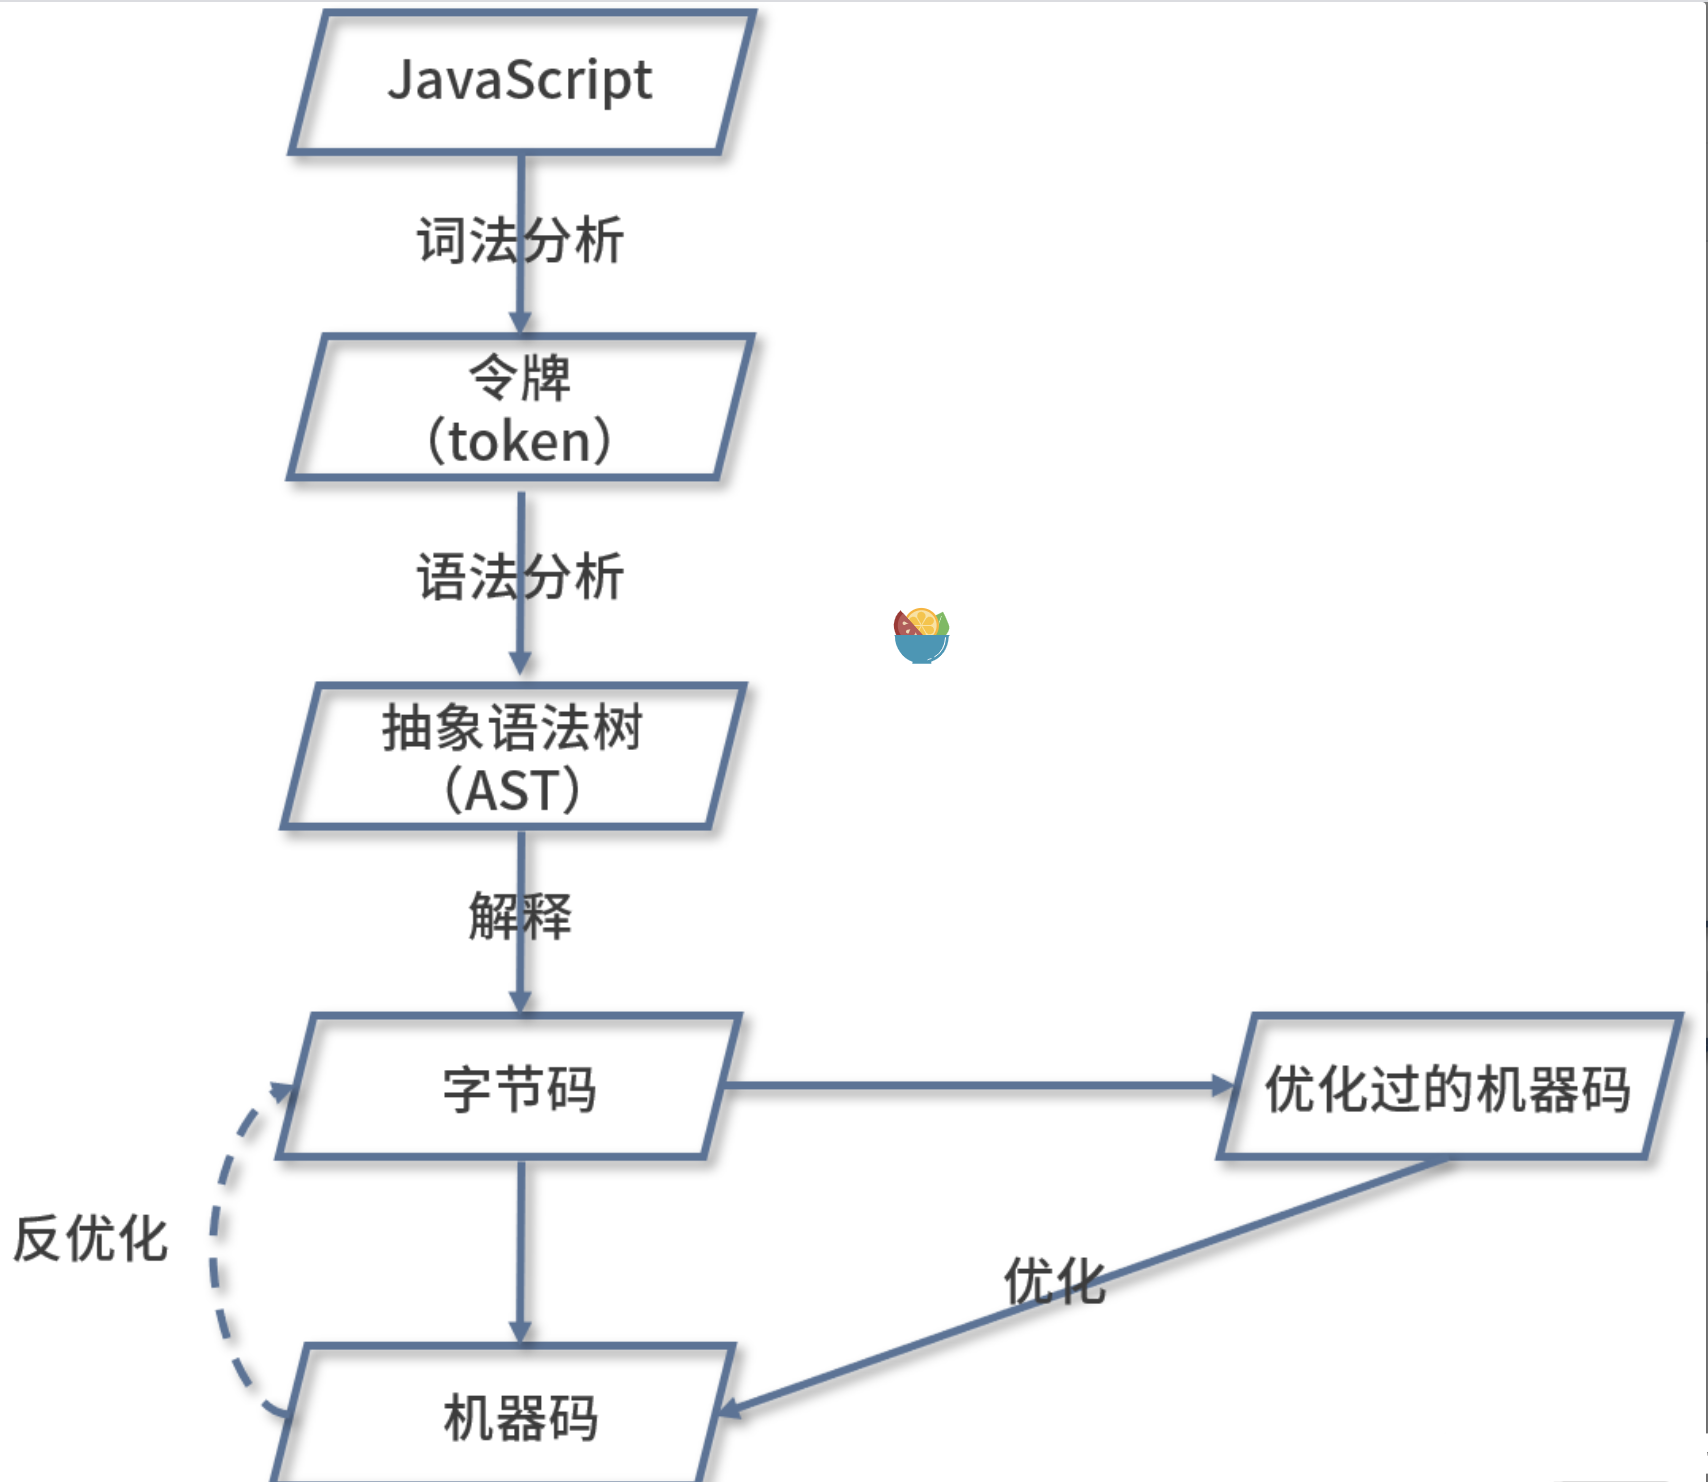 JavaScript
词法分析
令牌
（token）
语法分析
抽象语法树
（AST）
解释
字节码
优化过的机器码
反优化
优化
机器码